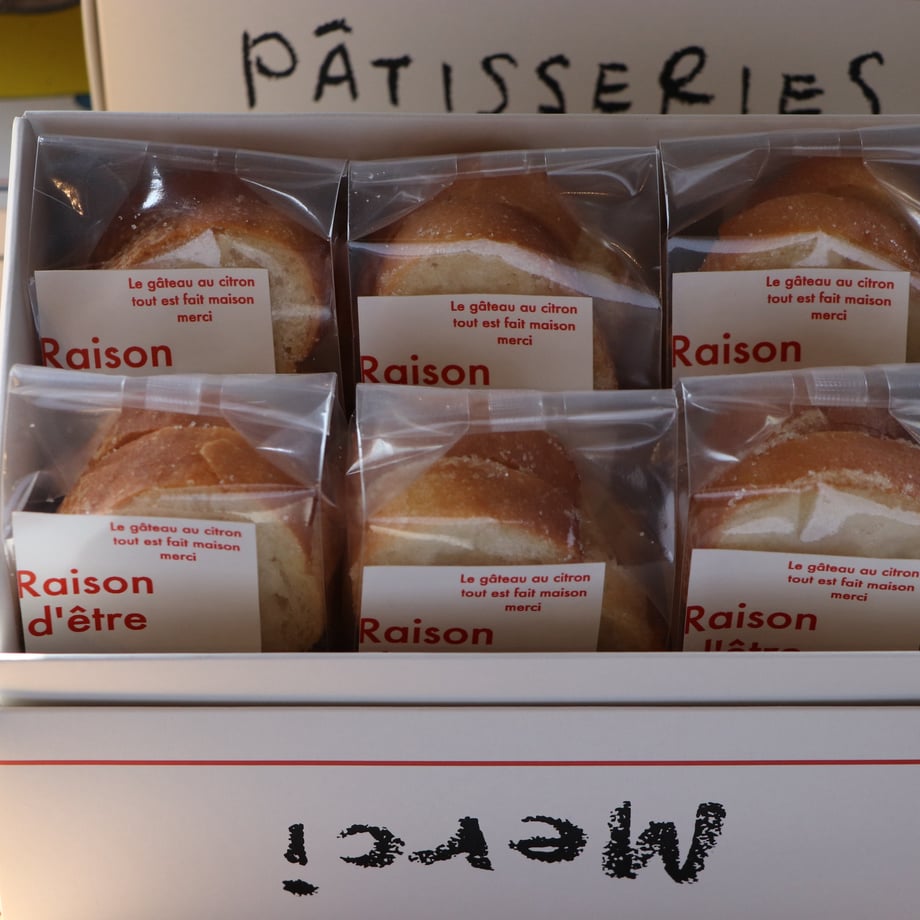 PÂTISSERIES
Le gâteau au citron
tout est fait maison
merci
Raison
Le gâteau au citron
tout est fait maison
merci
Raison
Le gâteau au citron
tout est fait maison
merci
Raison
Le gâteau au citron
tout est fait maison
merci
Raison
d'être
Le gâteau au citron
tout est fait maison
merci
Raison
Le gâteau au citron
tout est fait maison
merci
Raison
d'être
Merci!